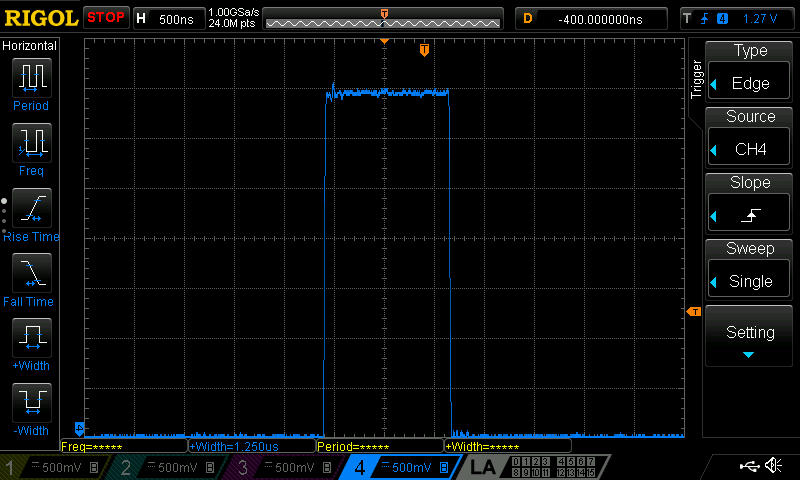 RIGOL STOP H 500ns 1.00GSa/s 24.0M pts T D -400.000000ns T 4 1.27 V
Horizontal
Period
Freq
Rise Time
Fall Time
+Width
-Width
T
T
4
Freq=***** +Width=1.250us Period=***** +Width=*****
1 500mV B 2 500mV B 3 500mV B 4 500mV B LA 0 1 2 3 4 5 6 7
8 9 10 11 12 13 14 15
Trigger
Type
Edge
Source
CH4
Slope
Sweep
Single
Setting